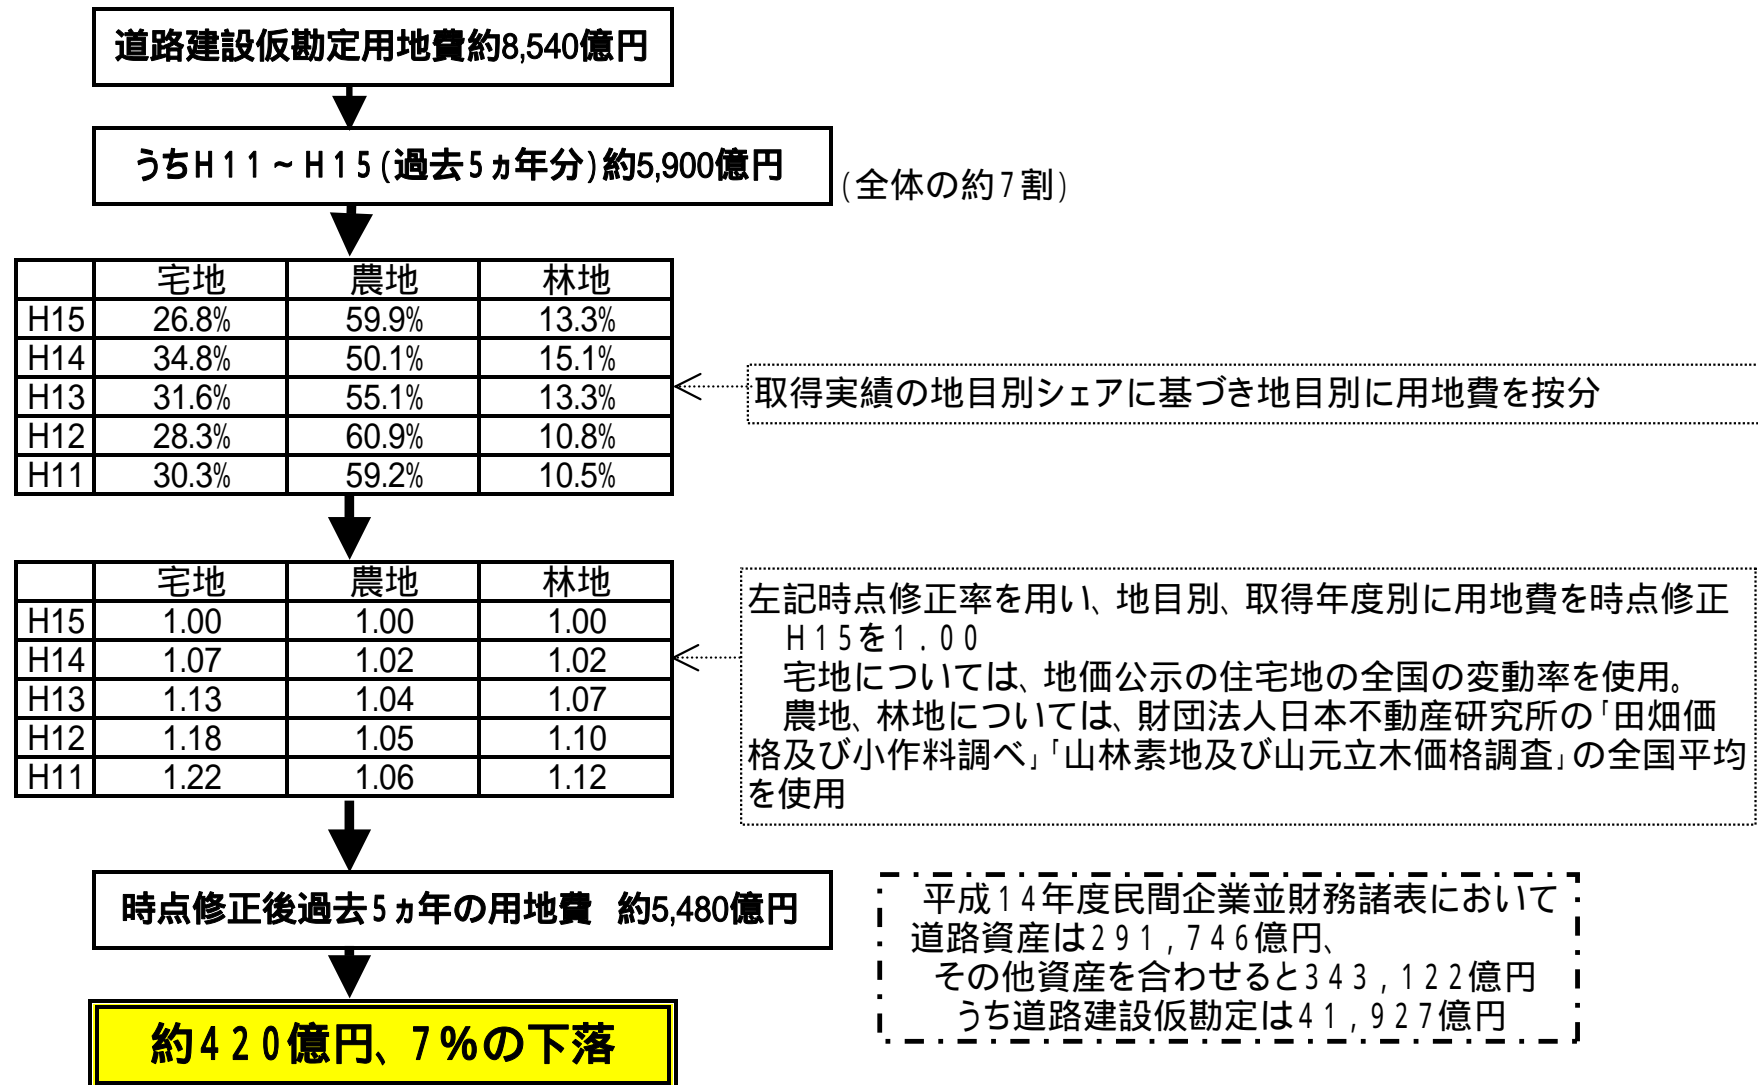 道路建設仮勘定用地費約8,540億円
うちH11~H15(過去5ヵ年分)約5,900億円
(全体の約7割)
宅地 農地 林地
H15 26.8% 59.9% 13.3%
H14 34.8% 50.1% 15.1%
H13 31.6% 55.1% 13.3%
H12 28.3% 60.9% 10.8%
H11 30.3% 59.2% 10.5%
取得実績の地目別シェアに基づき地目別に用地費を按分
宅地 農地 林地
H15 1.00 1.00 1.00
H14 1.07 1.02 1.02
H13 1.13 1.04 1.07
H12 1.18 1.05 1.10
H11 1.22 1.06 1.12
左記時点修正率を用い、地目別、取得年度別に用地費を時点修正
H15を1.00
宅地については、地価公示の住宅地の全国の変動率を使用。
農地、林地については、財団法人日本不動産研究所の「田畑価
格及び小作料調べ」「山林素地及び山元立木価格調査」の全国平均
を使用
時点修正後過去5ヵ年の用地費 約5,480億円
約420億円、7%の下落
平成14年度民間企業並財務諸表において
道路資産は291,746億円、
その他資産を合わせると343,122億円
うち道路建設仮勘定は41,927億円